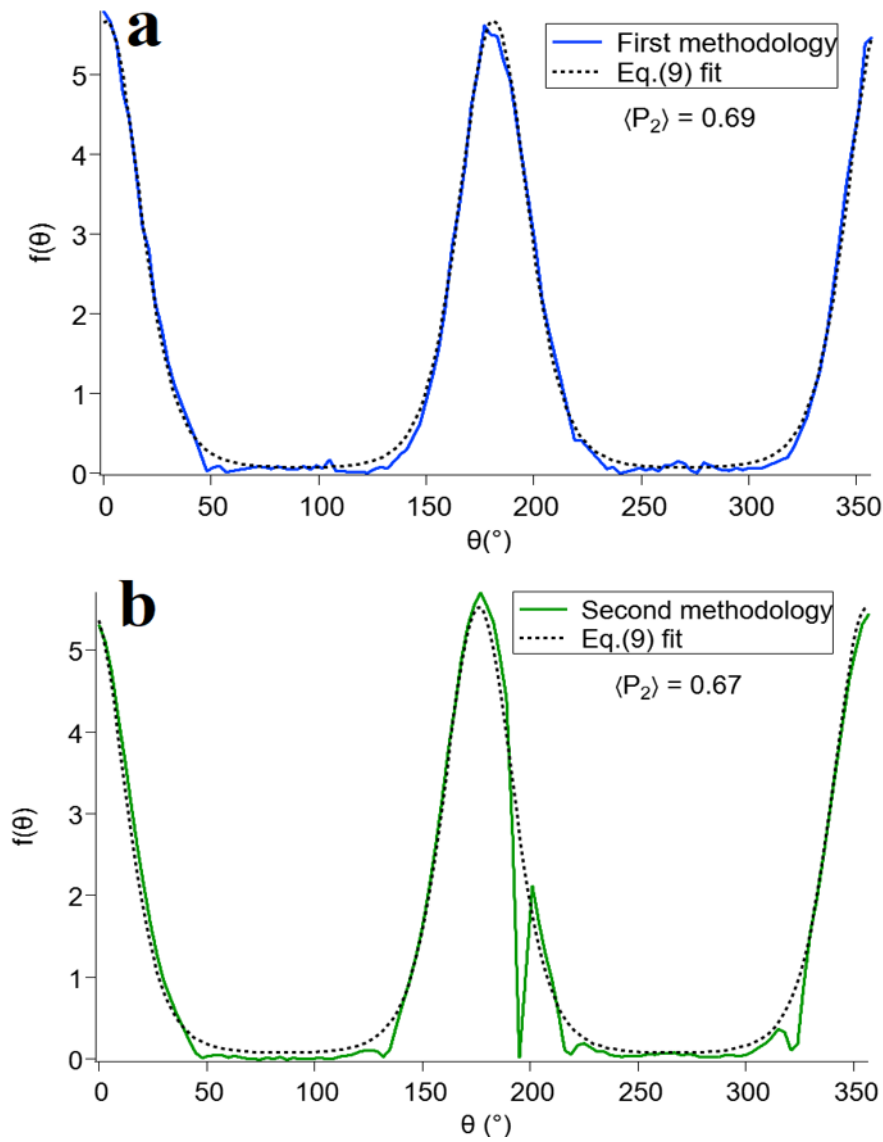 a
First methodology
Eq.(9) fit
⟨P₂⟩ = 0.69
5
4
3
2
1
0
f(θ)
0 50 100 150 200 250 300 350
θ(°)
b
Second methodology
Eq.(9) fit
⟨P₂⟩ = 0.67
5
4
3
2
1
0
f(θ)
0 50 100 150 200 250 300 350
θ (°)